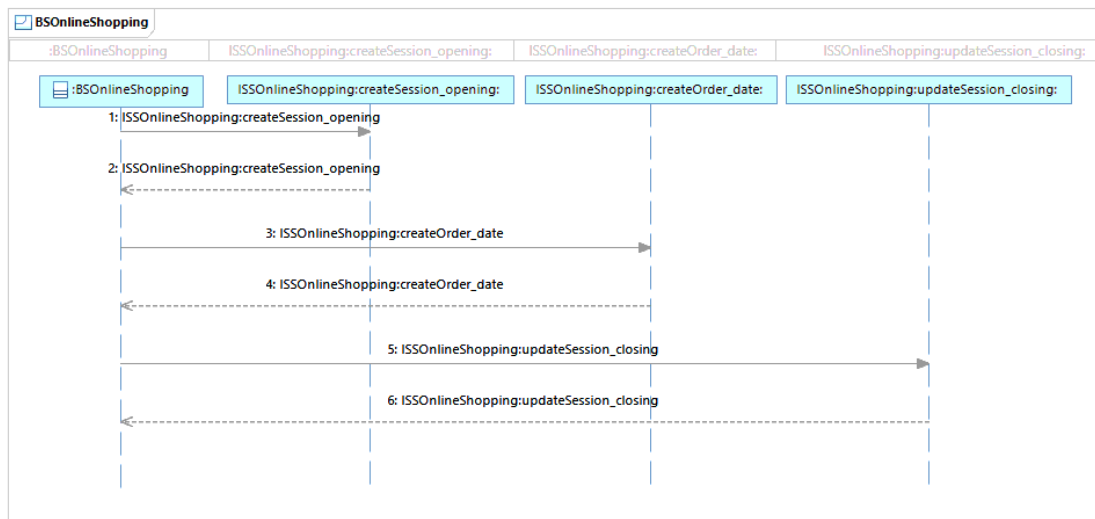 BSOnlineShopping
:BSOnlineShopping ISSOnlineShopping:createSession_opening: ISSOnlineShopping:createOrder_date: ISSOnlineShopping:updateSession_closing:
:BSOnlineShopping ISSOnlineShopping:createSession_opening: ISSOnlineShopping:createOrder_date: ISSOnlineShopping:updateSession_closing:
1: ISSOnlineShopping:createSession_opening
2: ISSOnlineShopping:createSession_opening
3: ISSOnlineShopping:createOrder_date
4: ISSOnlineShopping:createOrder_date
5: ISSOnlineShopping:updateSession_closing
6: ISSOnlineShopping:updateSession_closing